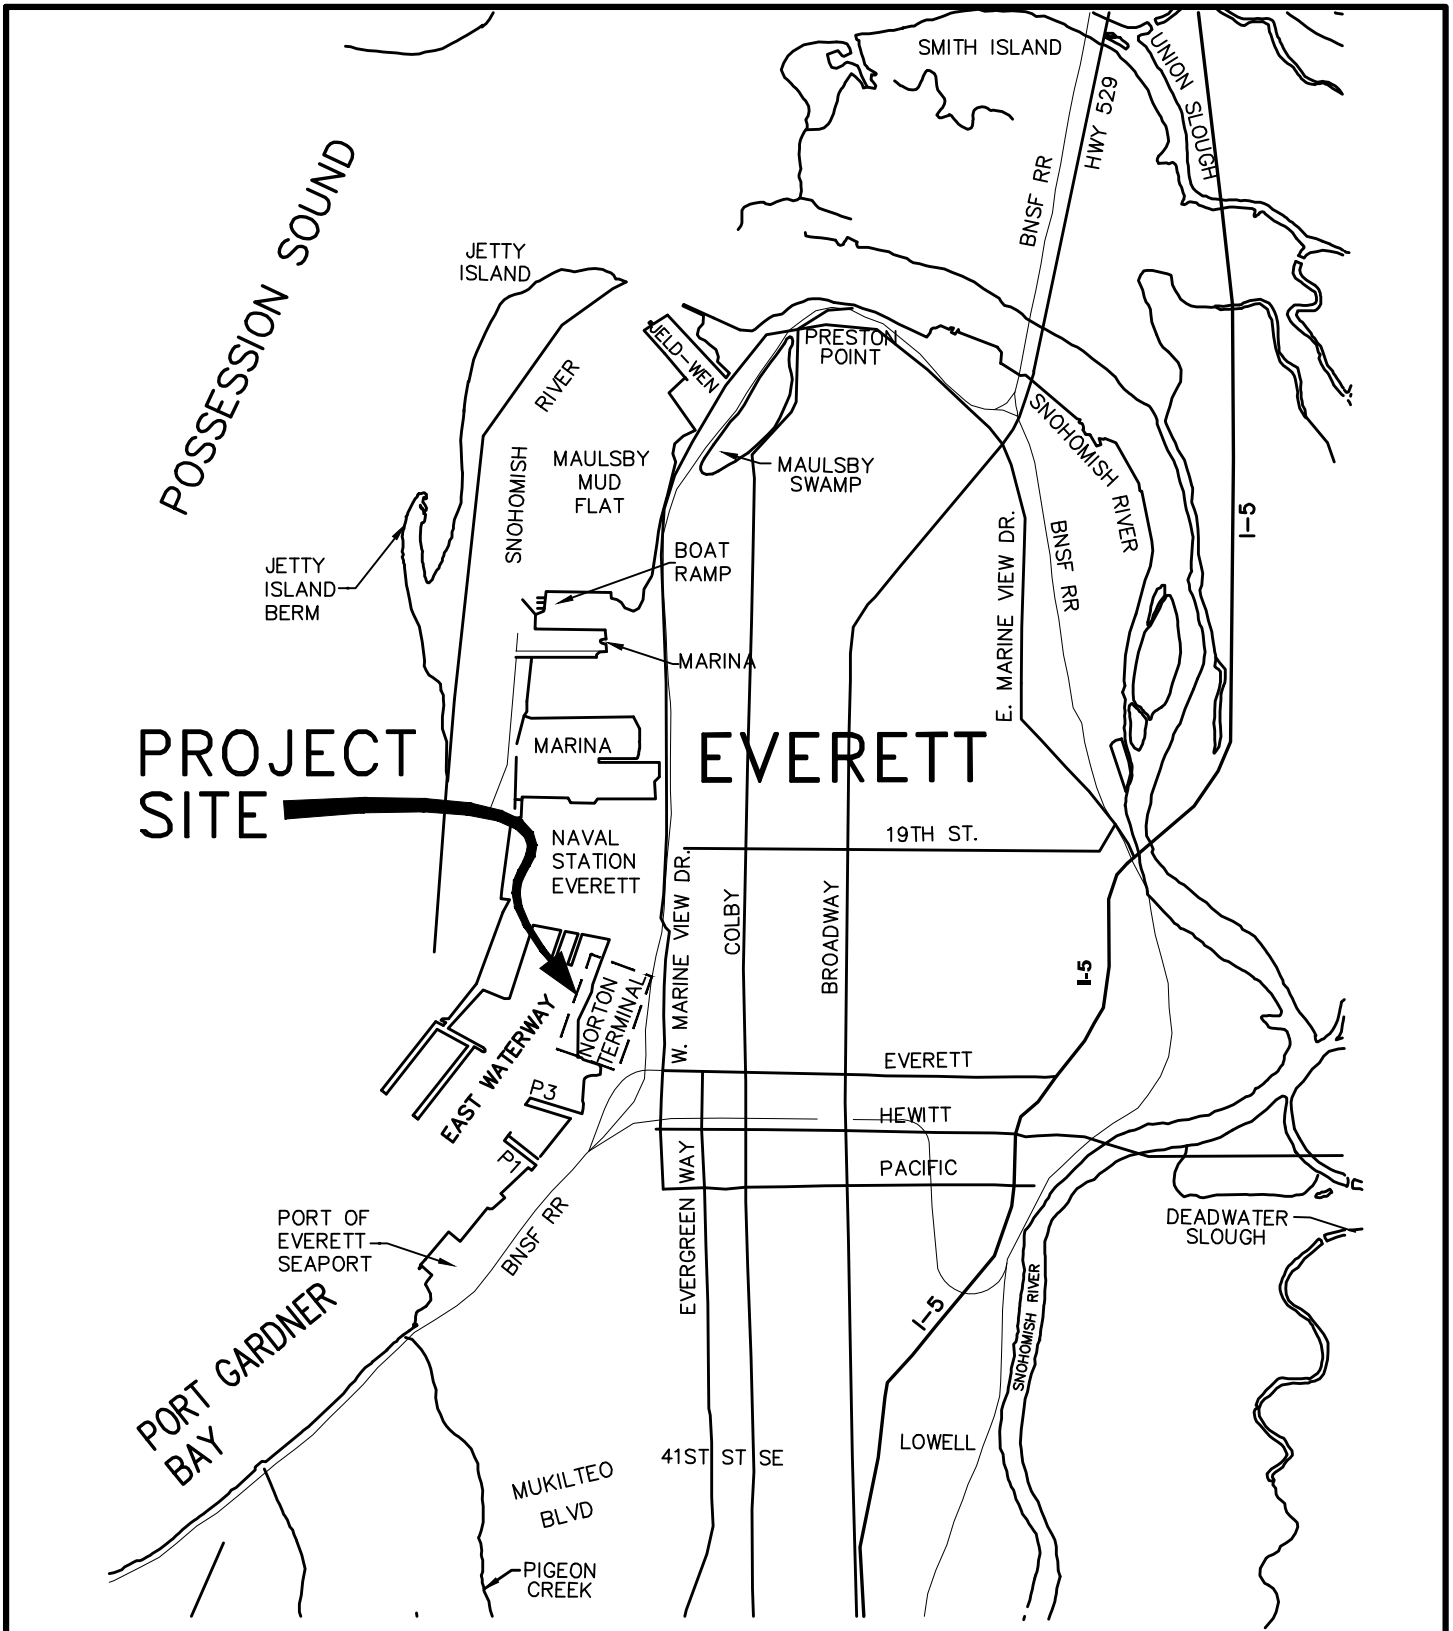 SMITH ISLAND
UNION SLOUGH
HWY 529
BNSF RR
POSSESSION SOUND
JETTY
ISLAND
RIVER
SNOHOMISH
JELD-WEN
PRESTON
POINT
SNOHOMISH RIVER
MAULSBY
MUD
FLAT
MAULSBY
SWAMP
I-5
E. MARINE VIEW DR.
BNSF RR
JETTY
ISLAND
BERM
BOAT
RAMP
MARINA
PROJECT
SITE
MARINA
EVERETT
NAVAL
STATION
EVERETT
19TH ST.
W. MARINE VIEW DR.
COLBY
BROADWAY
I-5
NORTON
TERMINAL
EAST WATERWAY
EVERETT
P3
HEWITT
P1
PACIFIC
EVERGREEN WAY
BNSF RR
PORT OF
EVERETT
SEAPORT
DEADWATER
SLOUGH
SNOHOMISH RIVER
I-5
PORT GARDNER
BAY
LOWELL
41ST ST SE
MUKILTEO
BLVD
PIGEON
CREEK